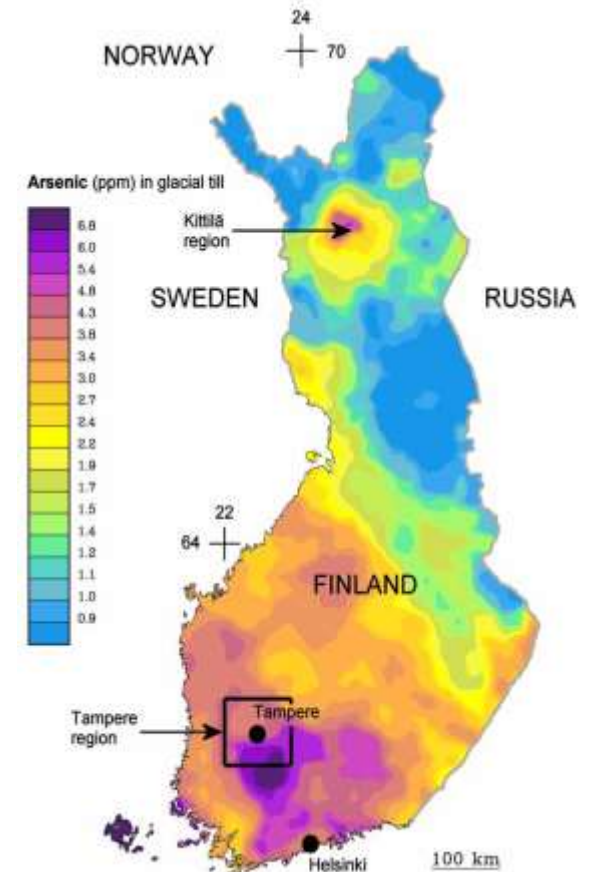 24
NORWAY
70
Arsenic (ppm) in glacial till
6.8
6.0
5.4
4.8
4.3
3.8
3.4
3.0
2.7
2.4
2.2
1.9
1.7
1.5
1.4
1.2
1.1
1.0
0.9
Kittilä
region
SWEDEN
RUSSIA
22
64
FINLAND
Tampere
region
Tampere
Helsinki
100 km